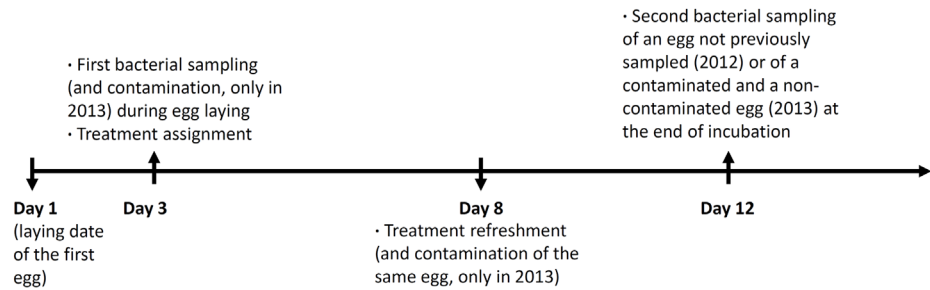 · Second bacterial sampling
of an egg not previously
sampled (2012) or of a
contaminated and a non-
contaminated egg (2013) at
the end of incubation
· First bacterial sampling
(and contamination, only in
2013) during egg laying
· Treatment assignment
Day 1
(laying date
of the first
egg)
Day 3
Day 8
· Treatment refreshment
(and contamination of the
same egg, only in 2013)
Day 12